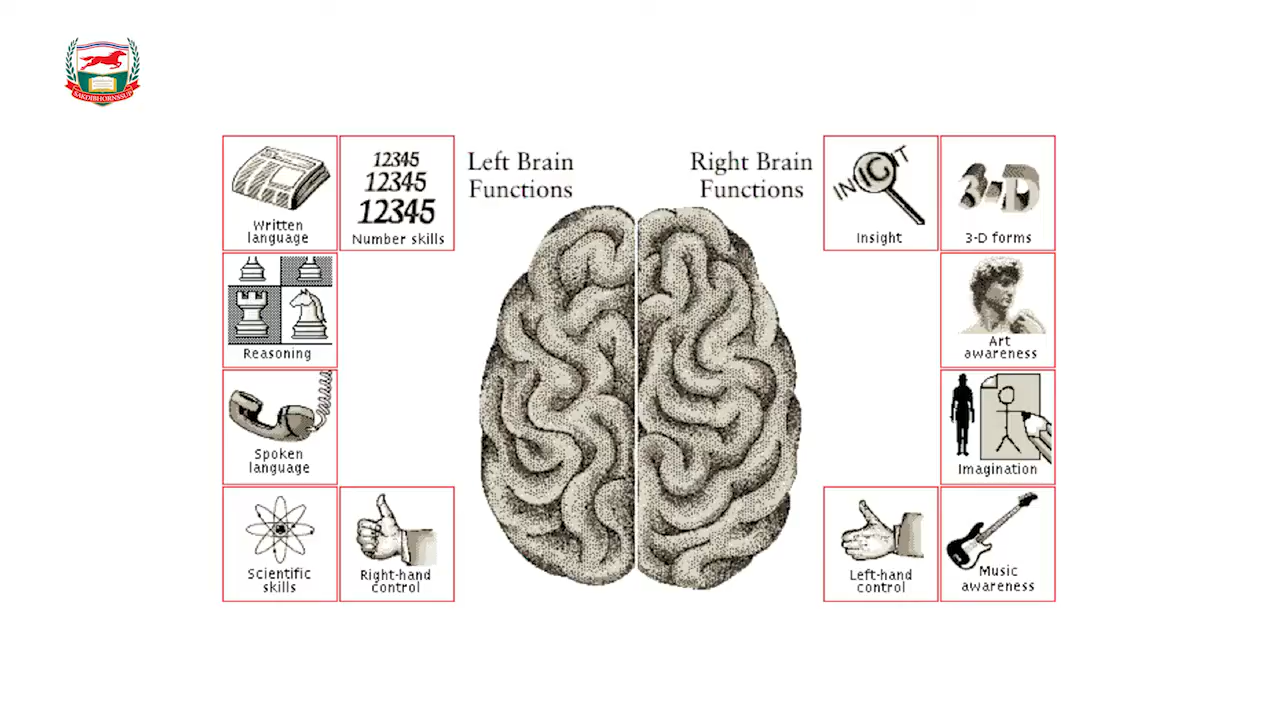 SAKDIBHORNSSUP
Left Brain
Functions
Right Brain
Functions
Written
language
12345
12345
12345
Number skills
Reasoning
Spoken
language
Scientific
skills
Right-hand
control
INSIGHT
Insight
3-D
3-D forms
Art
awareness
Imagination
Left-hand
control
Music
awareness